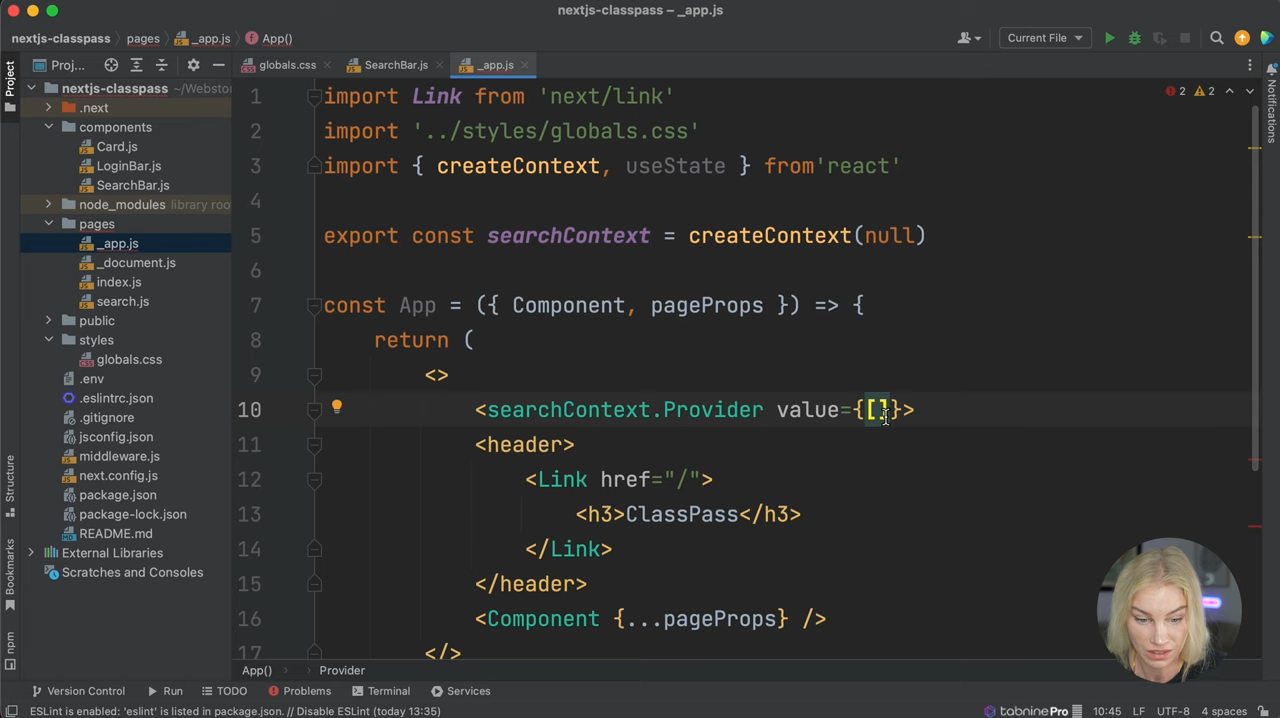 nextjs-classpass – _app.js
nextjs-classpass > pages > _app.js > App()
Current File
Proj...
globals.css
SearchBar.js
_app.js
Project
nextjs-classpass ~/Websto
.next
components
Card.js
LoginBar.js
SearchBar.js
node_modules library roo
pages
_app.js
_document.js
index.js
search.js
public
styles
globals.css
.env
.eslintrc.json
.gitignore
jsconfig.json
middleware.js
next.config.js
package.json
package-lock.json
README.md
External Libraries
Scratches and Consoles
Structure
Bookmarks
npm
1 import Link from 'next/link'
2 import '../styles/globals.css'
3 import { createContext, useState } from'react'
4
5 export const searchContext = createContext(null)
6
7 const App = ({ Component, pageProps }) => {
8 return (
9 <>
10 <searchContext.Provider value={[]}>
11 <header>
12 <Link href="/">
13 <h3>ClassPass</h3>
14 </Link>
15 </header>
16 <Component {...pageProps} />
17 </>
2 2
Notifications
App() > Provider
Version Control
Run
TODO
Problems
Terminal
Services
ESLint is enabled: 'eslint' is listed in package.json. // Disable ESLint (today 13:35)
tabnine Pro
10:45 LF UTF-8 4 spaces